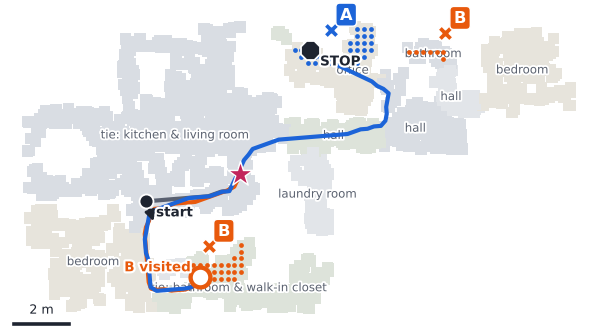 A
B
STOP
office
bathroom
bedroom
hall
tie: kitchen & living room
hall
hall
laundry room
start
B
bedroom
B visited
tie: bathroom & walk-in closet
2 m